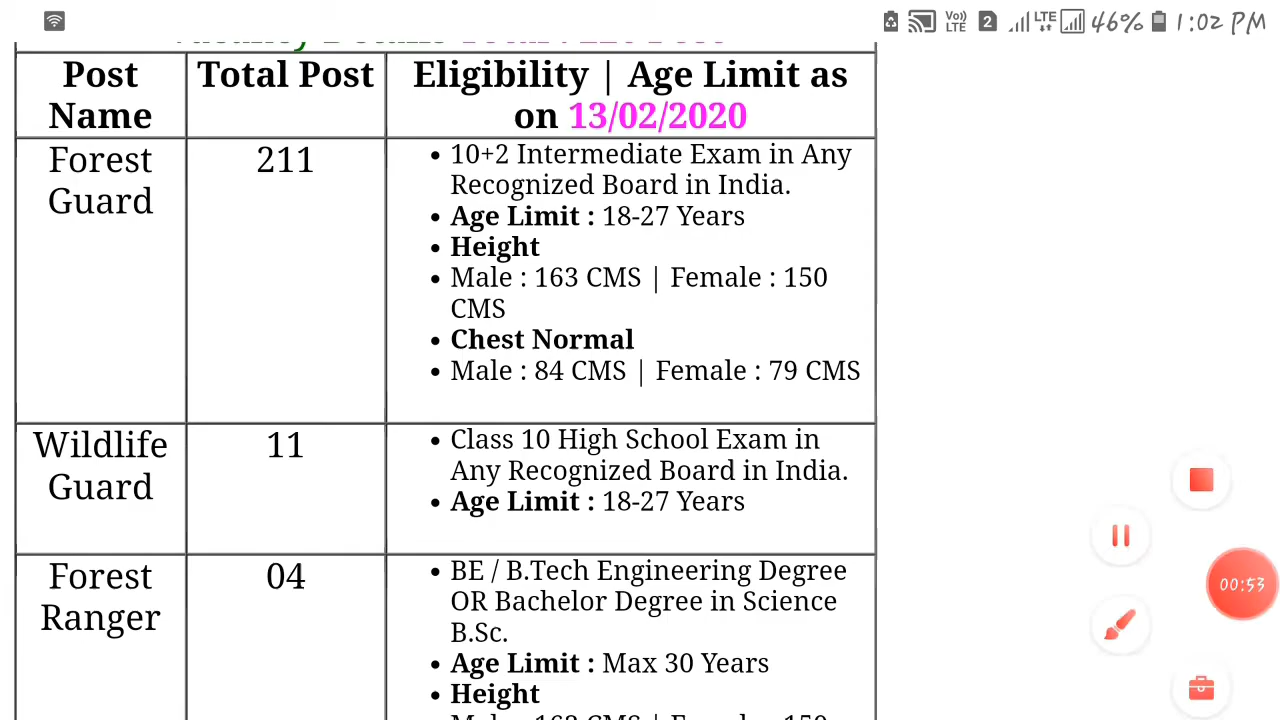 Vo))
LTE
2
LTE
46%
1:02 PM
Post
Name
Total Post
Eligibility | Age Limit as
on 13/02/2020
Forest
Guard
211
• 10+2 Intermediate Exam in Any
Recognized Board in India.
• Age Limit : 18-27 Years
• Height
• Male : 163 CMS | Female : 150
CMS
• Chest Normal
• Male : 84 CMS | Female : 79 CMS
Wildlife
Guard
11
• Class 10 High School Exam in
Any Recognized Board in India.
• Age Limit : 18-27 Years
Forest
Ranger
04
• BE / B.Tech Engineering Degree
OR Bachelor Degree in Science
B.Sc.
• Age Limit : Max 30 Years
• Height
00:53